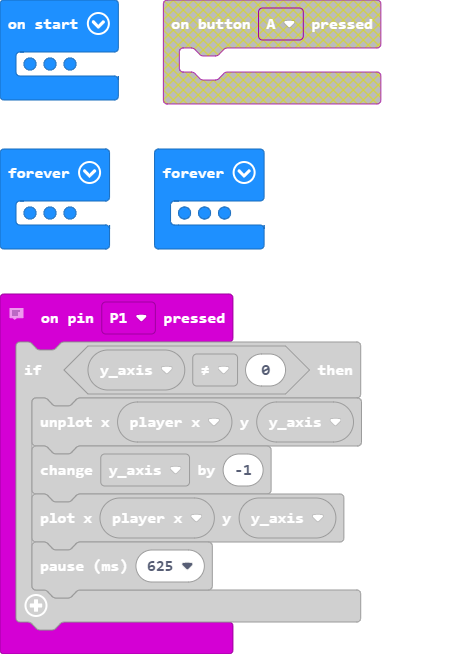 on start
on button A pressed
forever
forever
on pin P1 pressed
if y_axis ≠ 0 then
unplot x player x y y_axis
change y_axis by -1
plot x player x y y_axis
pause (ms) 625